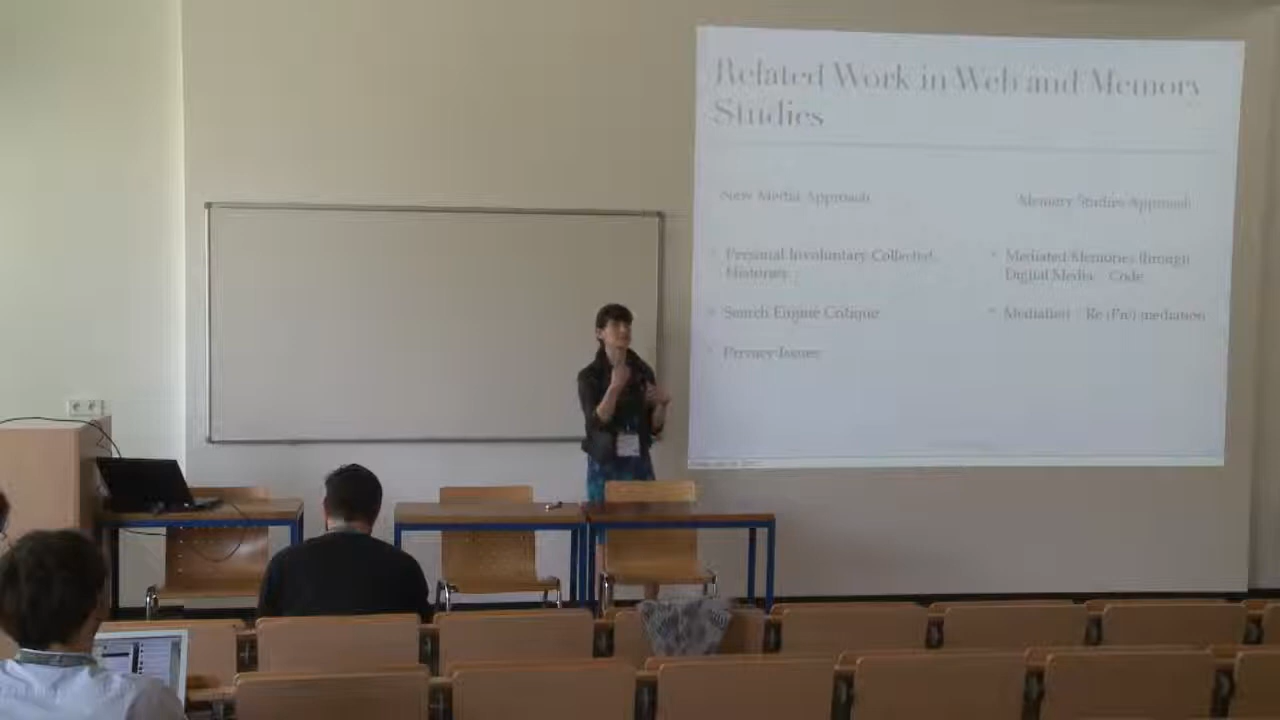 Related Work in Web and Memory
Studies
New Media Approach
Personal Involuntary Collected
Histories
Search Engine Critique
Privacy Issues
Memory Studies Approach
Mediated Memories through
Digital Media Code
Mediation Re (Pre) mediation